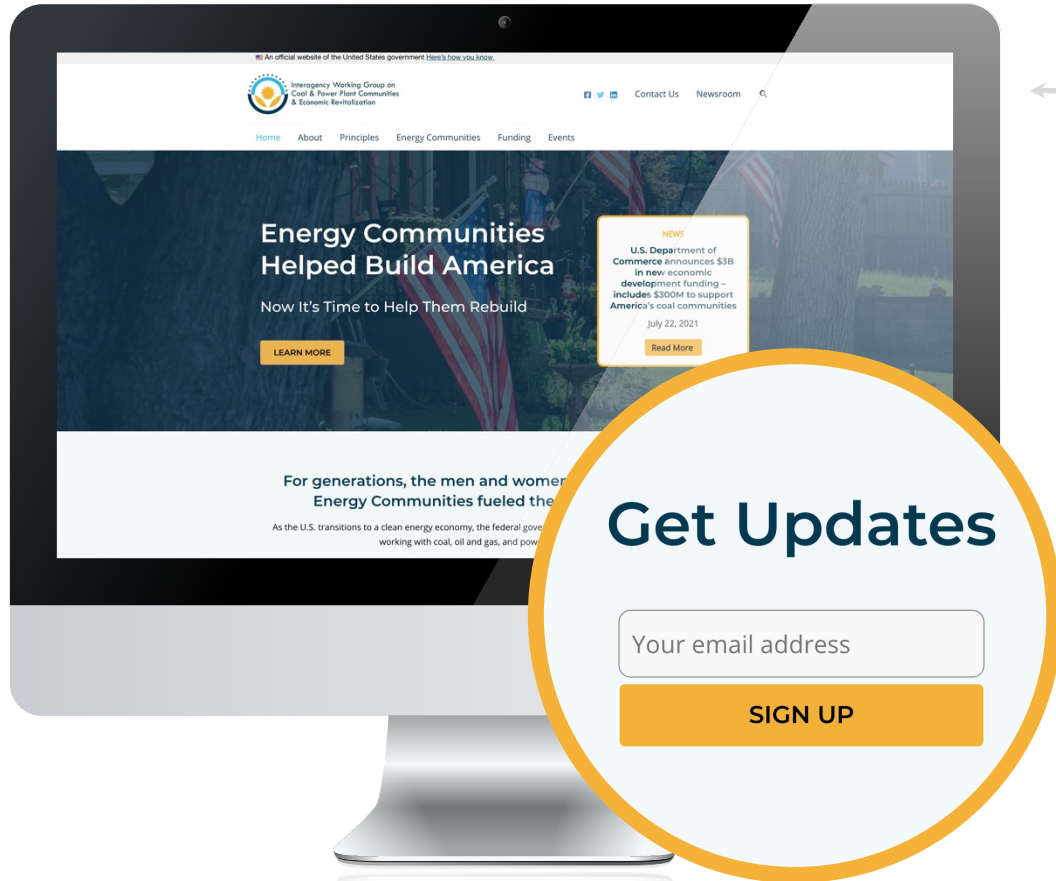 An official website of the United States government Here's how you know
Interagency Working Group on
Coal & Power Plant Communities
& Economic Revitalization
Contact Us Newsroom
Home About Principles Energy Communities Funding Events
Energy Communities
Helped Build America
Now It's Time to Help Them Rebuild
LEARN MORE
NEWS
U.S. Department of
Commerce announces $3B
in new economic
development funding –
includes $300M to support
America's coal communities
July 22, 2021
Read More
For generations, the men and women
Energy Communities fueled the
As the U.S. transitions to a clean energy economy, the federal gove
working with coal, oil and gas, and pow
Get Updates
Your email address
SIGN UP